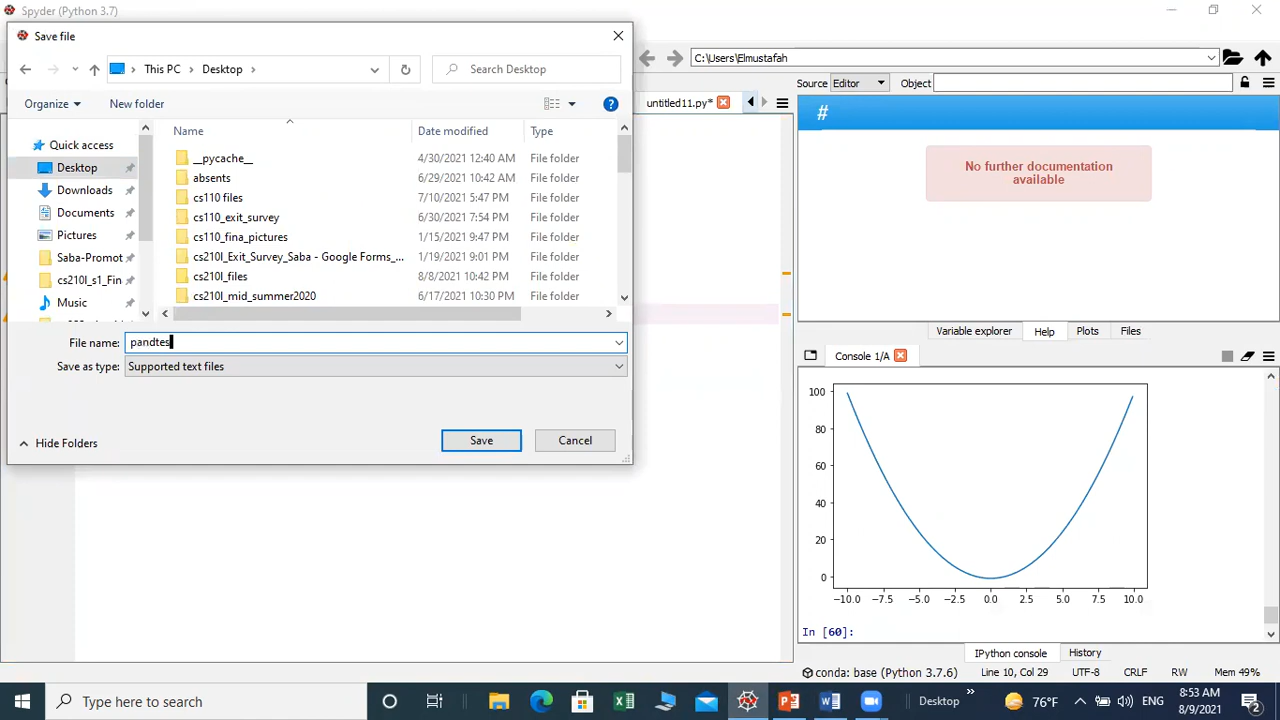 Spyder (Python 3.7)
Save file
This PC
Desktop
Search Desktop
Organize
New folder
Quick access
Desktop
Downloads
Documents
Pictures
Saba-Promot
cs210l_s1_Fin
Music
Name
Date modified
Type
__pycache__ 4/30/2021 12:40 AM File folder
absents 6/29/2021 10:42 AM File folder
cs110 files 7/10/2021 5:47 PM File folder
cs110_exit_survey 6/30/2021 7:54 PM File folder
cs110_fina_pictures 1/15/2021 9:47 PM File folder
cs210l_Exit_Survey_Saba - Google Forms_... 1/19/2021 9:01 PM File folder
cs210l_files 8/8/2021 10:42 PM File folder
cs210l_mid_summer2020 6/17/2021 10:30 PM File folder
File name: pandtes
Save as type: Supported text files
Hide Folders
Save
Cancel
untitled11.py*
C:\Users\Elmustafah
Source Editor Object
#
No further documentation
available
Variable explorer Help Plots Files
Console 1/A
100
80
60
40
20
0
−10.0 −7.5 −5.0 −2.5 0.0 2.5 5.0 7.5 10.0
In [60]:
IPython console History
conda: base (Python 3.7.6) Line 10, Col 29 UTF-8 CRLF RW Mem 49%
Type here to search
Desktop
76°F
ENG
8:53 AM
8/9/2021
2